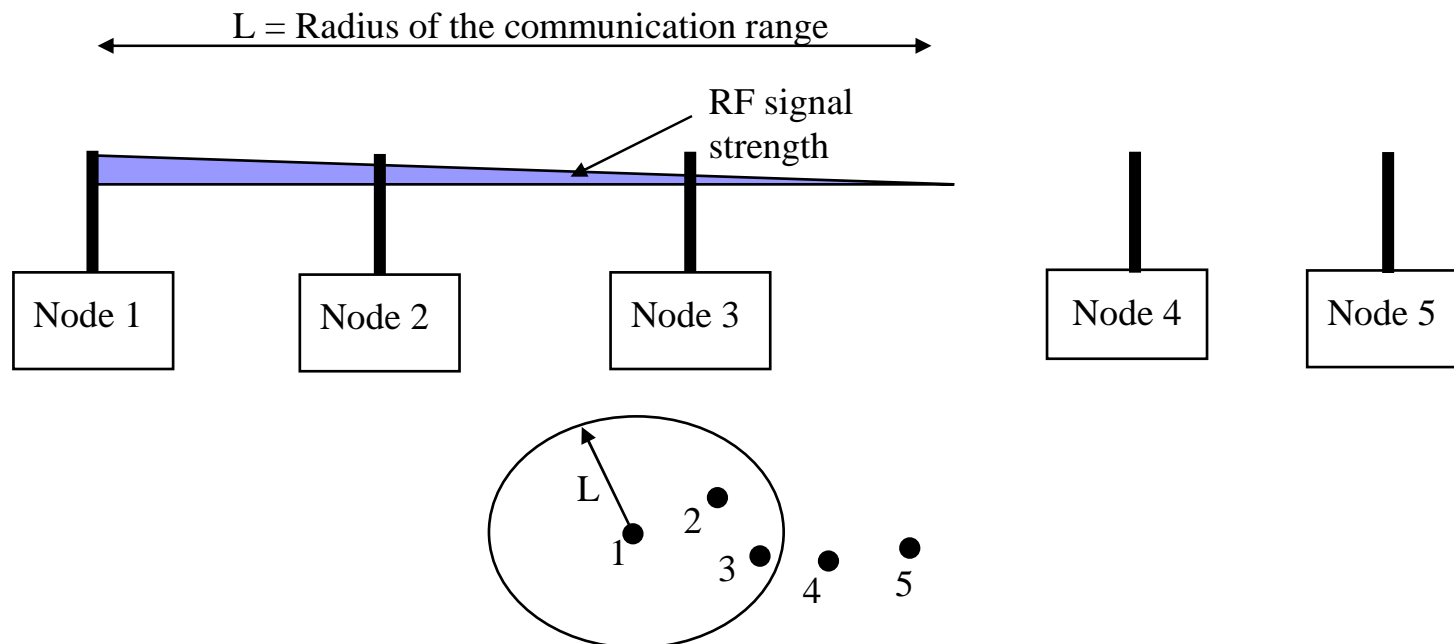 L = Radius of the communication range
RF signal
strength
Node 1
Node 2
Node 3
Node 4
Node 5
L
2
1
3
4
5